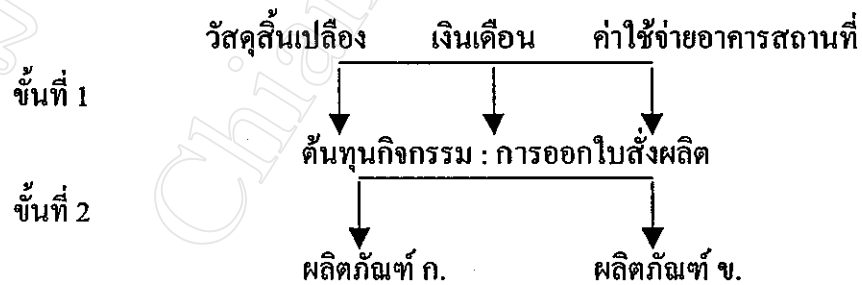 วัสดุสิ้นเปลือง เงินเดือน ค่าใช้จ่ายอาคารสถานที่
ขั้นที่ 1
ต้นทุนกิจกรรม : การออกใบสั่งผลิต
ขั้นที่ 2
ผลิตภัณฑ์ ก. ผลิตภัณฑ์ ข.